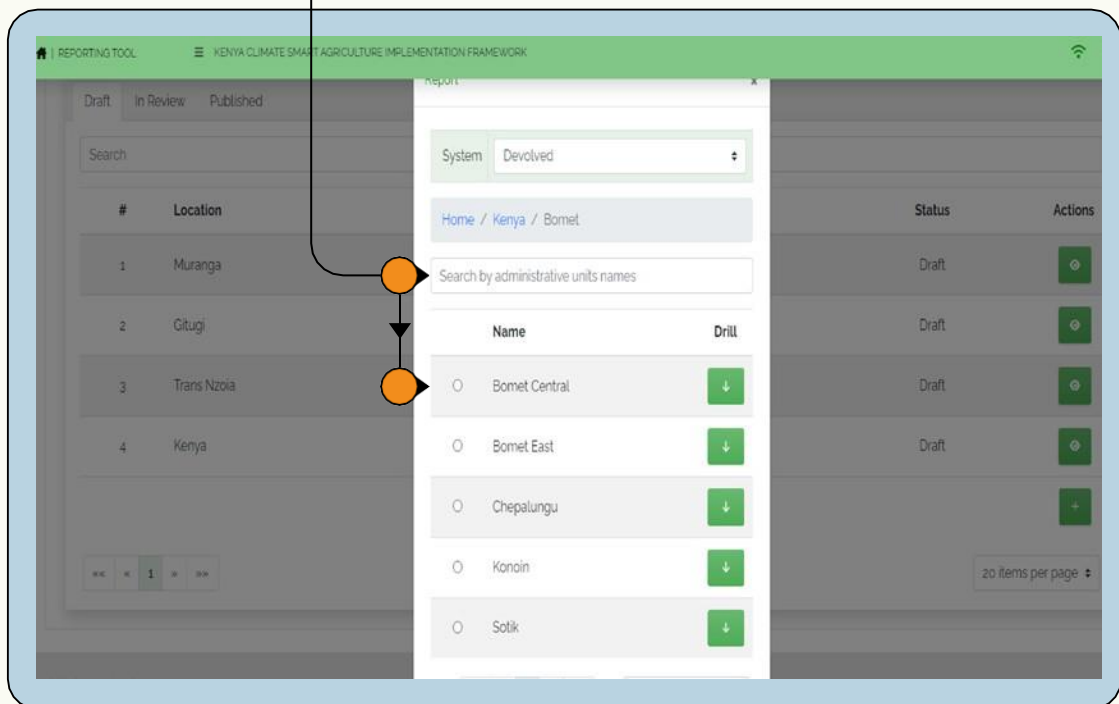 | REPORTING TOOL ☰ KENYA CLIMATE SMART AGRICULTURE IMPLEMENTATION FRAMEWORK
Report x
Draft In Review Published
Search
# Location Status Actions
1 Muranga Draft
2 Gitugi Draft
3 Trans Nzoia Draft
4 Kenya Draft
«« « 1 » »» 20 items per page
System Devolved
Home / Kenya / Bomet
Search by administrative units names
Name Drill
Bomet Central
Bomet East
Chepalungu
Konoin
Sotik